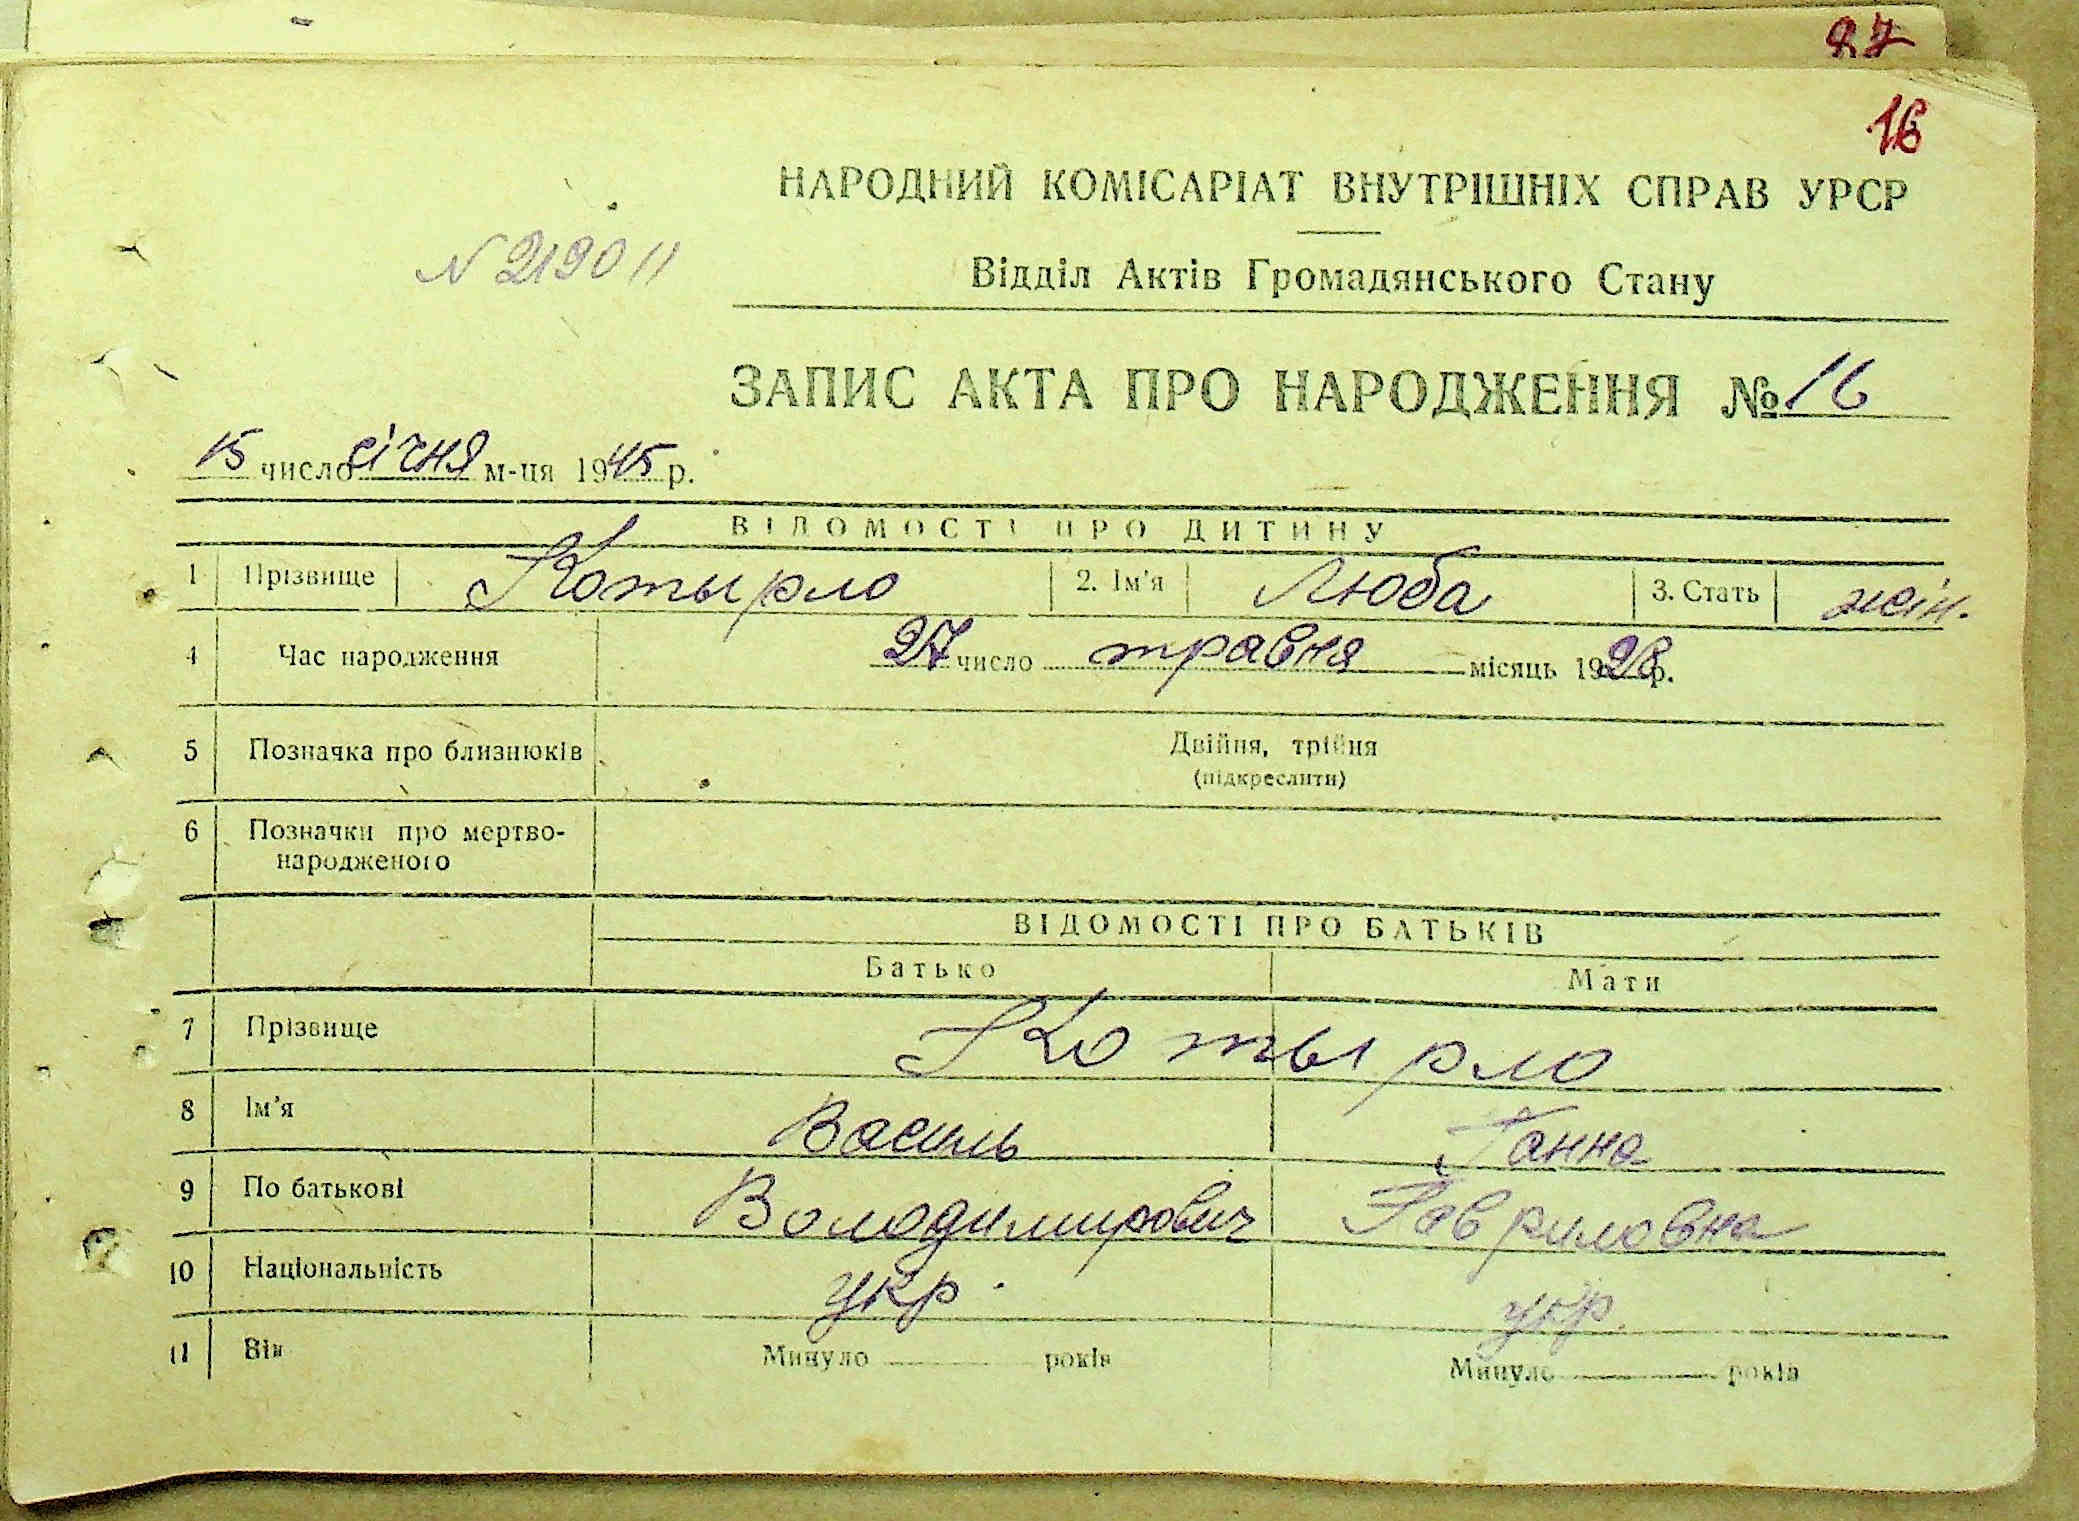 27
16
НАРОДНИЙ КОМІСАРІАТ ВНУТРІШНІХ СПРАВ УРСР
Відділ Актів Громадянського Стану
ЗАПИС АКТА ПРО НАРОДЖЕННЯ № 16
15 число січня м-ця 1945 р.
ВІДОМОСТІ ПРО ДИТИНУ
1 Прізвище Котырло 2. Ім'я Люба 3. Стать жін.
4 Час народження 27 число травня місяць 1928 р.
5 Позначка про близнюків Двійня, трійня
(підкреслити)
6 Позначки про мертво-
народженого
ВІДОМОСТІ ПРО БАТЬКІВ
Батько Мати
7 Прізвище Котырло
8 Ім'я Василь Ганна
9 По батькові Володимирович Гавриловна
10 Національність укр. укр.
11 Вік Минуло років Минуло років